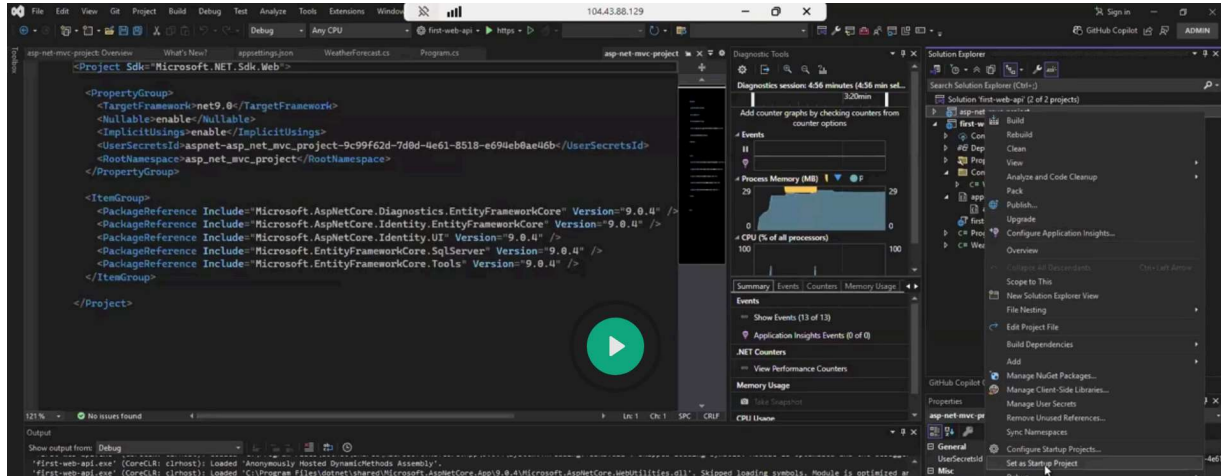 File Edit View Git Project Build Debug Test Analyze Tools Extensions Window
104.43.88.129
Sign in
Debug Any CPU first-web-api https
GitHub Copilot ADMIN
Toolbox
asp-net-mvc-project: Overview What's New? appsettings.json WeatherForecast.cs Program.cs asp-net-mvc-project
<Project Sdk="Microsoft.NET.Sdk.Web">
<PropertyGroup>
<TargetFramework>net9.0</TargetFramework>
<Nullable>enable</Nullable>
<ImplicitUsings>enable</ImplicitUsings>
<UserSecretsId>aspnet-asp_net_mvc_project-9c99f62d-7d0d-4e61-8518-e694eb0ae46b</UserSecretsId>
<RootNamespace>asp_net_mvc_project</RootNamespace>
</PropertyGroup>
<ItemGroup>
<PackageReference Include="Microsoft.AspNetCore.Diagnostics.EntityFrameworkCore" Version="9.0.4" />
<PackageReference Include="Microsoft.AspNetCore.Identity.EntityFrameworkCore" Version="9.0.4" />
<PackageReference Include="Microsoft.AspNetCore.Identity.UI" Version="9.0.4" />
<PackageReference Include="Microsoft.EntityFrameworkCore.SqlServer" Version="9.0.4" />
<PackageReference Include="Microsoft.EntityFrameworkCore.Tools" Version="9.0.4" />
</ItemGroup>
</Project>
121 % No issues found Ln: 1 Ch: 1 SPC CRLF
Output
Show output from: Debug
'first-web-api.exe' (CoreCLR: clrhost): Loaded 'Anonymously Hosted DynamicMethods Assembly'.
'first-web-api.exe' (CoreCLR: clrhost): Loaded 'C:\Program Files\dotnet\shared\Microsoft.AspNetCore.App\9.0.4\Microsoft.AspNetCore.WebUtilities.dll'. Skipped loading symbols. Module is optimized ar
Diagnostic Tools
Diagnostics session: 4:56 minutes (4:56 min sel...
3:20min
Add counter graphs by checking counters from
counter options
Events
Process Memory (MB) P
29 29
0 0
CPU (% of all processors)
100 100
Summary Events Counters Memory Usage
Events
Show Events (13 of 13)
Application Insights Events (0 of 0)
.NET Counters
View Performance Counters
Memory Usage
Take Snapshot
CPU Usage
Solution Explorer
Search Solution Explorer (Ctrl+;)
Solution 'first-web-api' (2 of 2 projects)
first-w
Con
Dep
Prop
Con
app
first
C# Pro
C# Wea
GitHub Copilot
Properties
asp-net-mvc-pr
General
UserSecretsId
Misc
Build
Rebuild
Clean
View
Analyze and Code Cleanup
Pack
Publish...
Upgrade
Configure Application Insights...
Overview
Collapse All Descendants Ctrl+Left Arrow
Scope to This
New Solution Explorer View
File Nesting
Edit Project File
Build Dependencies
Add
Manage NuGet Packages...
Manage Client-Side Libraries...
Manage User Secrets
Remove Unused References...
Sync Namespaces
Configure Startup Projects...
Set as Startup Project